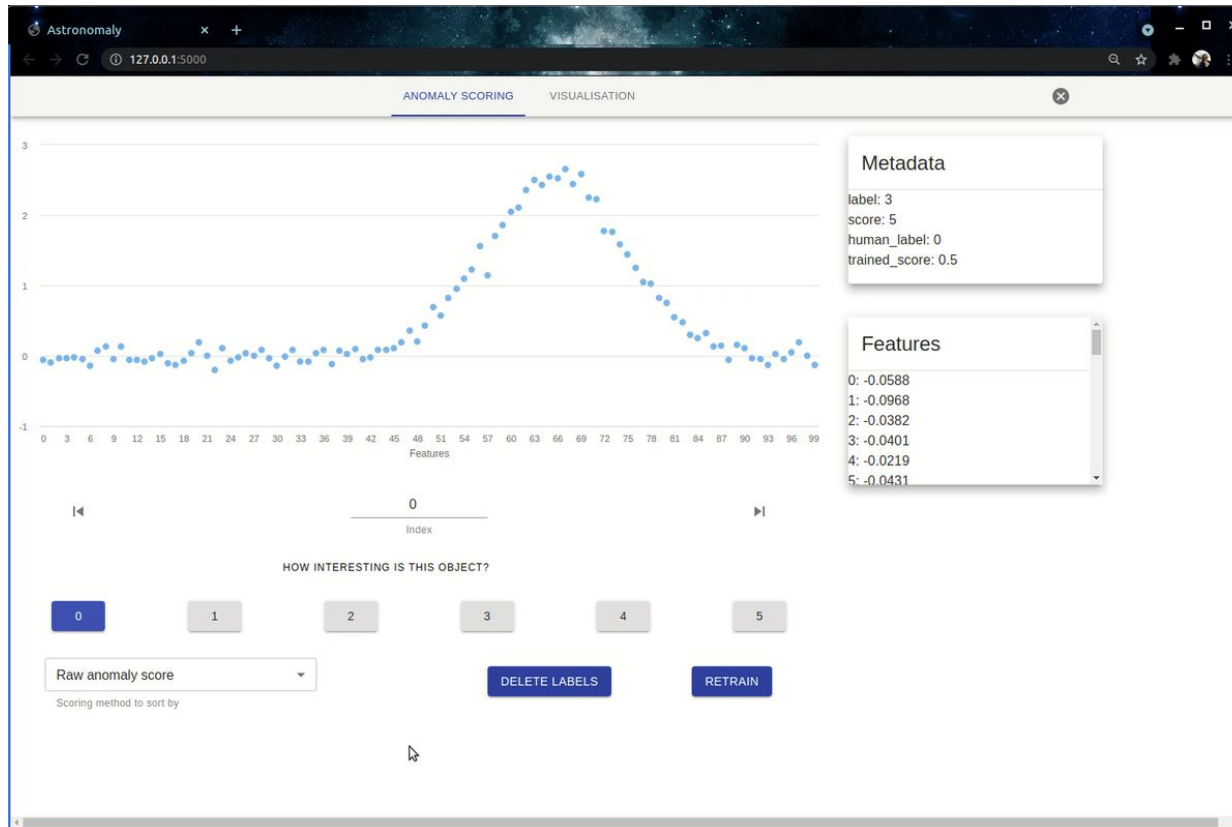 Astronomaly
127.0.0.1:5000
ANOMALY SCORING VISUALISATION
3
2
1
0
-1
0 3 6 9 12 15 18 21 24 27 30 33 36 39 42 45 48 51 54 57 60 63 66 69 72 75 78 81 84 87 90 93 96 99
Features
0
Index
HOW INTERESTING IS THIS OBJECT?
0 1 2 3 4 5
Raw anomaly score
Scoring method to sort by
DELETE LABELS RETRAIN
Metadata
label: 3
score: 5
human_label: 0
trained_score: 0.5
Features
0: -0.0588
1: -0.0968
2: -0.0382
3: -0.0401
4: -0.0219
5: -0.0431